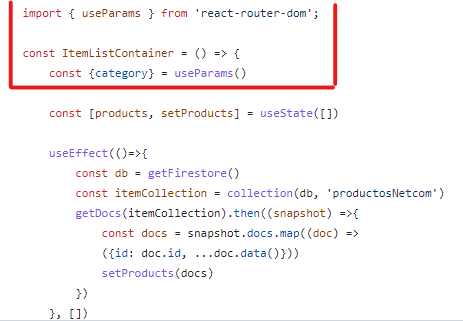 import { useParams } from 'react-router-dom';
const ItemListContainer = () => {
const {category} = useParams()
const [products, setProducts] = useState([])
useEffect(()=>{
const db = getFirestore()
const itemCollection = collection(db, 'productosNetcom')
getDocs(itemCollection).then((snapshot) =>{
const docs = snapshot.docs.map((doc) =>
({id: doc.id, ...doc.data()}))
setProducts(docs)
})
}, [])